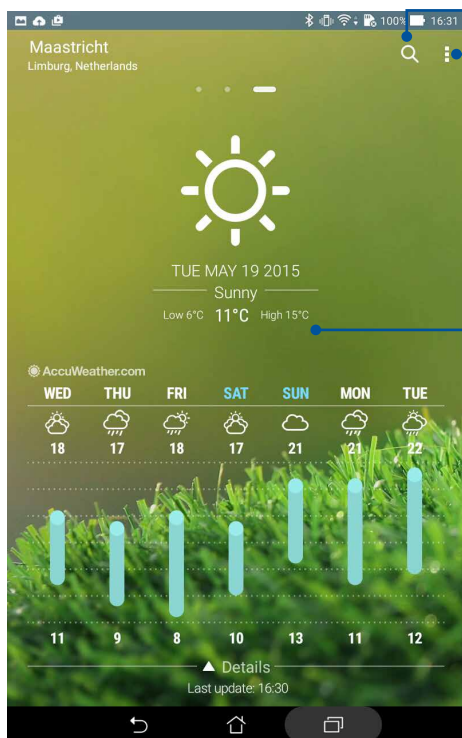 100% 16:31
Maastricht
Limburg, Netherlands
TUE MAY 19 2015
Sunny
Low 6°C 11°C High 15°C
AccuWeather.com
WED THU FRI SAT SUN MON TUE
18 17 18 17 21 21 22
11 9 8 10 13 11 12
Details
Last update: 16:30